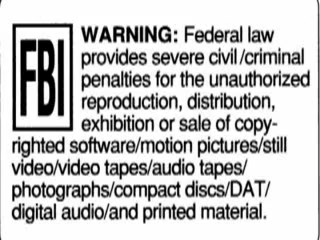 FBI
WARNING: Federal law
provides severe civil/criminal
penalties for the unauthorized
reproduction, distribution,
exhibition or sale of copy-
righted software/motion pictures/still
video/video tapes/audio tapes/
photographs/compact discs/DAT/
digital audio/and printed material.